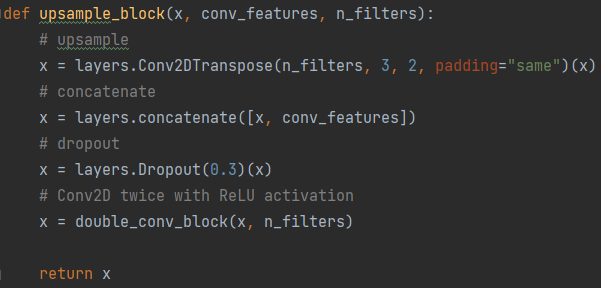 def upsample_block(x, conv_features, n_filters):
    # upsample
    x = layers.Conv2DTranspose(n_filters, 3, 2, padding="same")(x)
    # concatenate
    x = layers.concatenate([x, conv_features])
    # dropout
    x = layers.Dropout(0.3)(x)
    # Conv2D twice with ReLU activation
    x = double_conv_block(x, n_filters)

    return x